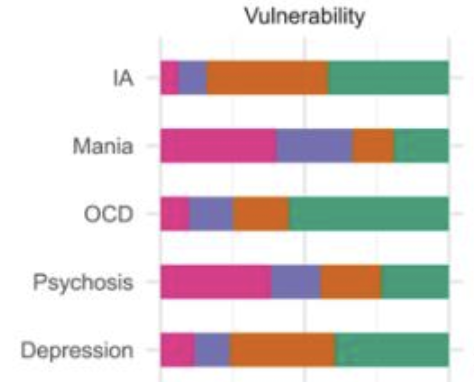 Vulnerability
IA
Mania
OCD
Psychosis
Depression